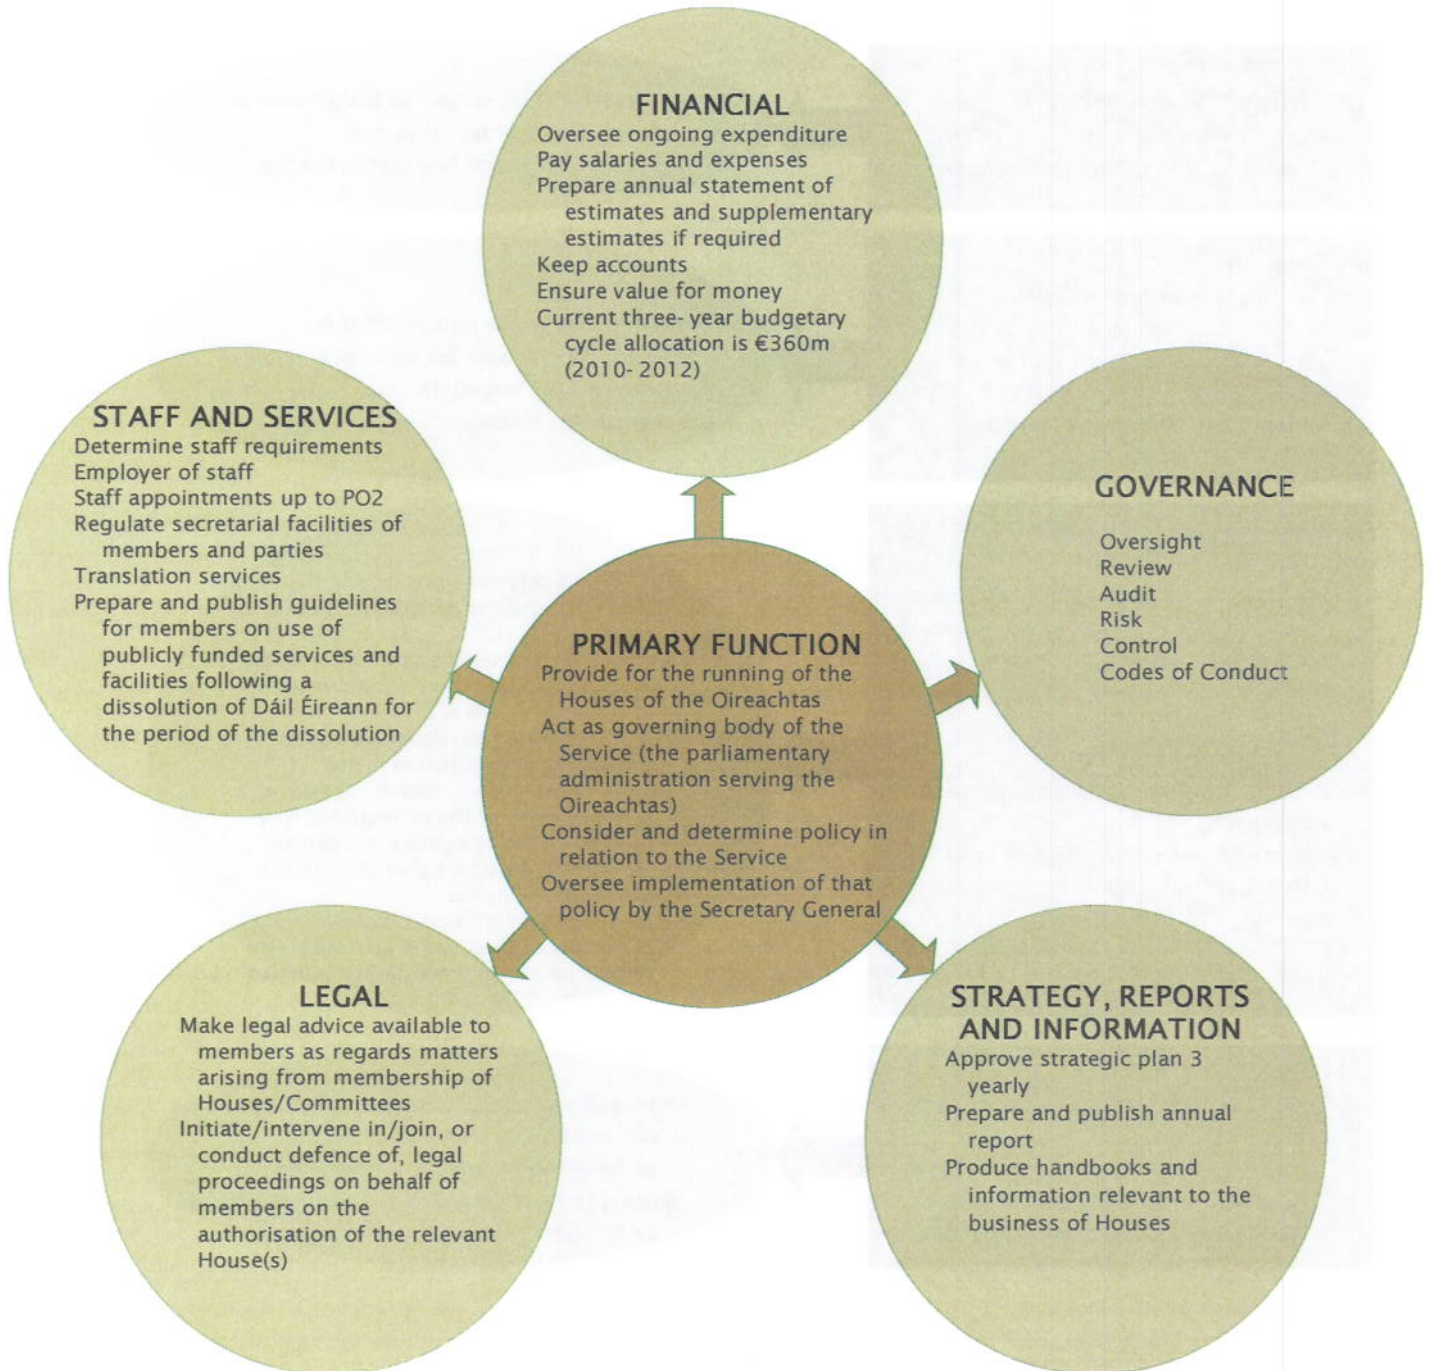 FINANCIAL
Oversee ongoing expenditure
Pay salaries and expenses
Prepare annual statement of
estimates and supplementary
estimates if required
Keep accounts
Ensure value for money
Current three- year budgetary
cycle allocation is €360m
(2010- 2012)
STAFF AND SERVICES
Determine staff requirements
Employer of staff
Staff appointments up to PO2
Regulate secretarial facilities of
members and parties
Translation services
Prepare and publish guidelines
for members on use of
publicly funded services and
facilities following a
dissolution of Dáil Éireann for
the period of the dissolution
GOVERNANCE
Oversight
Review
Audit
Risk
Control
Codes of Conduct
PRIMARY FUNCTION
Provide for the running of the
Houses of the Oireachtas
Act as governing body of the
Service (the parliamentary
administration serving the
Oireachtas)
Consider and determine policy in
relation to the Service
Oversee implementation of that
policy by the Secretary General
LEGAL
Make legal advice available to
members as regards matters
arising from membership of
Houses/Committees
Initiate/intervene in/join, or
conduct defence of, legal
proceedings on behalf of
members on the
authorisation of the relevant
House(s)
STRATEGY, REPORTS
AND INFORMATION
Approve strategic plan 3
yearly
Prepare and publish annual
report
Produce handbooks and
information relevant to the
business of Houses